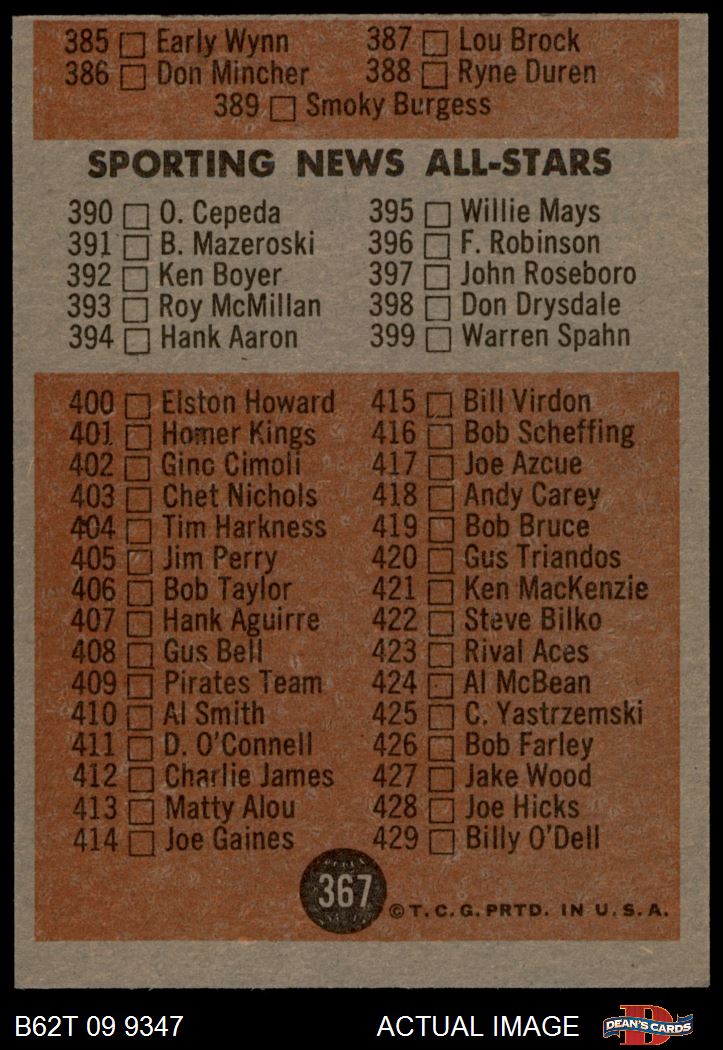 385 Early Wynn 387 Lou Brock
386 Don Mincher 388 Ryne Duren
389 Smoky Burgess
SPORTING NEWS ALL-STARS
390 O. Cepeda 395 Willie Mays
391 B. Mazeroski 396 F. Robinson
392 Ken Boyer 397 John Roseboro
393 Roy McMillan 398 Don Drysdale
394 Hank Aaron 399 Warren Spahn
400 Elston Howard 415 Bill Virdon
401 Homer Kings 416 Bob Scheffing
402 Gino Cimoli 417 Joe Azcue
403 Chet Nichols 418 Andy Carey
404 Tim Harkness 419 Bob Bruce
405 Jim Perry 420 Gus Triandos
406 Bob Taylor 421 Ken MacKenzie
407 Hank Aguirre 422 Steve Bilko
408 Gus Bell 423 Rival Aces
409 Pirates Team 424 Al McBean
410 Al Smith 425 C. Yastrzemski
411 D. O'Connell 426 Bob Farley
412 Charlie James 427 Jake Wood
413 Matty Alou 428 Joe Hicks
414 Joe Gaines 429 Billy O'Dell
367 © T.C.G. PRTD. IN U.S.A.
B62T 09 9347 ACTUAL IMAGE DEAN'S CARDS